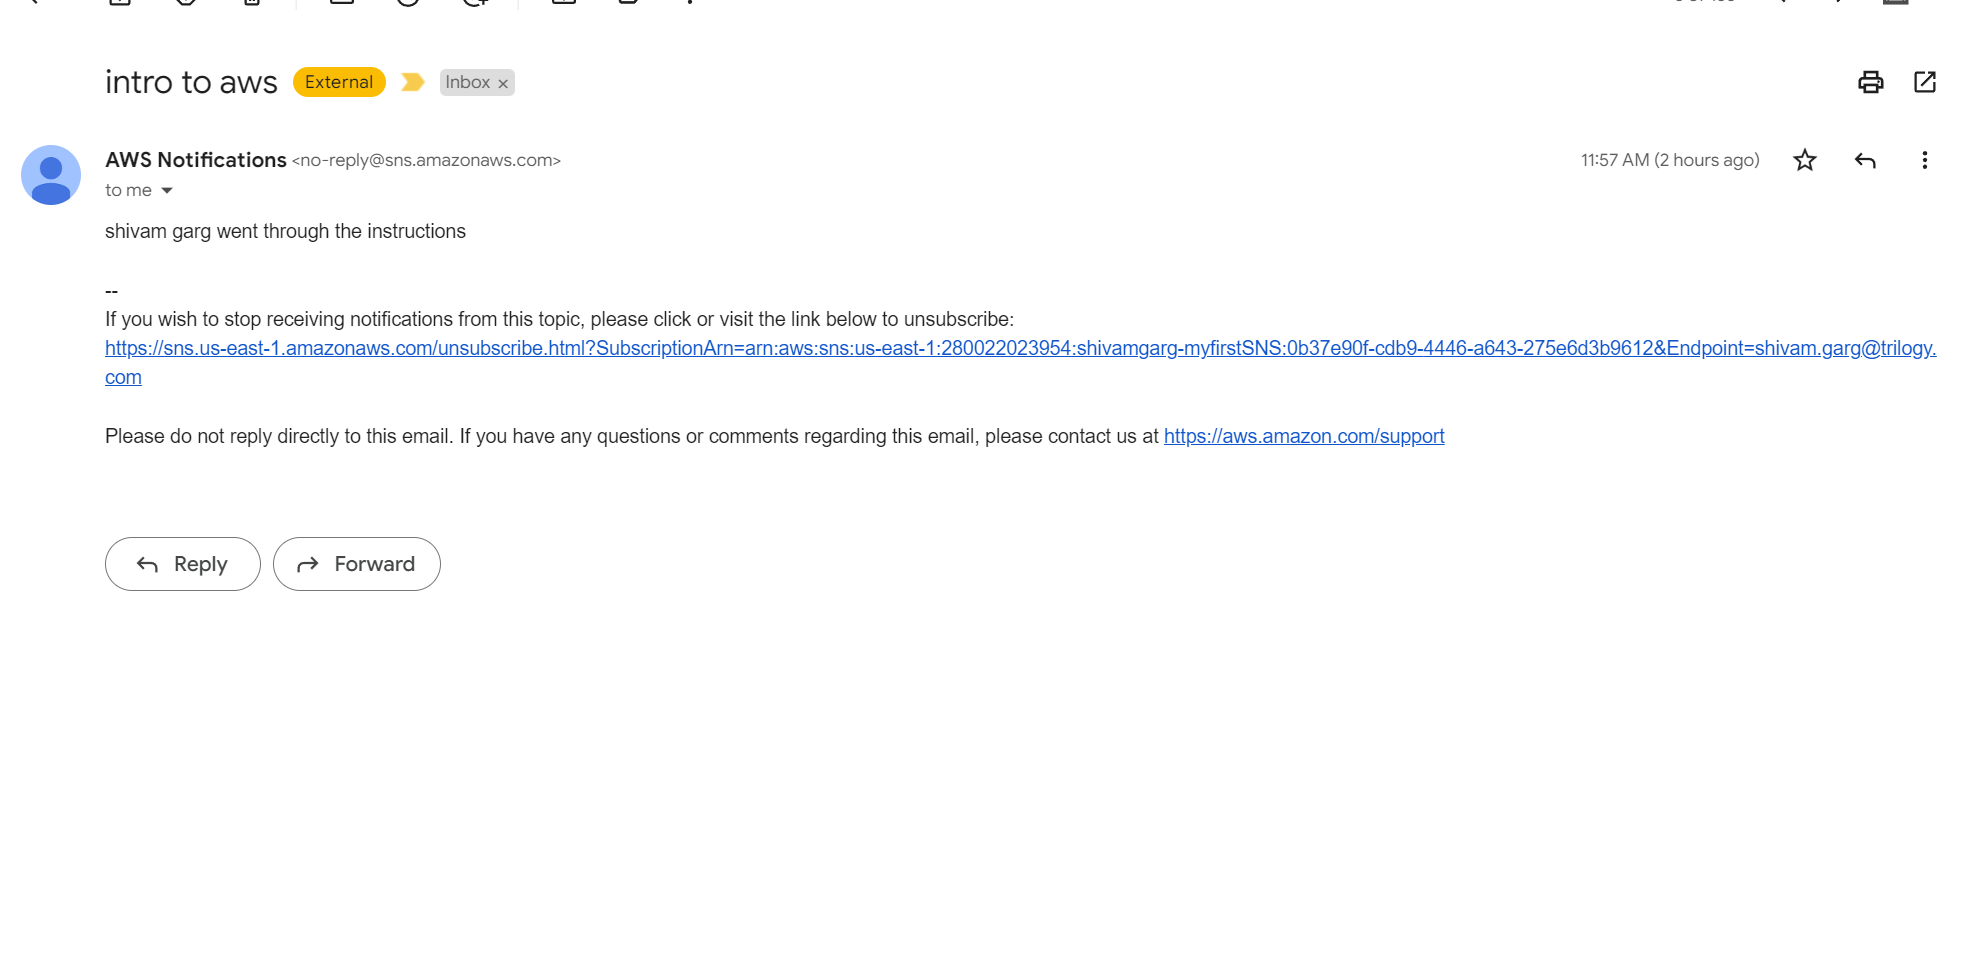 intro to aws External Inbox x
AWS Notifications <no-reply@sns.amazonaws.com> 11:57 AM (2 hours ago)
to me
shivam garg went through the instructions
--
If you wish to stop receiving notifications from this topic, please click or visit the link below to unsubscribe:
https://sns.us-east-1.amazonaws.com/unsubscribe.html?SubscriptionArn=arn:aws:sns:us-east-1:280022023954:shivamgarg-myfirstSNS:0b37e90f-cdb9-4446-a643-275e6d3b9612&Endpoint=shivam.garg@trilogy.
com
Please do not reply directly to this email. If you have any questions or comments regarding this email, please contact us at https://aws.amazon.com/support
Reply Forward